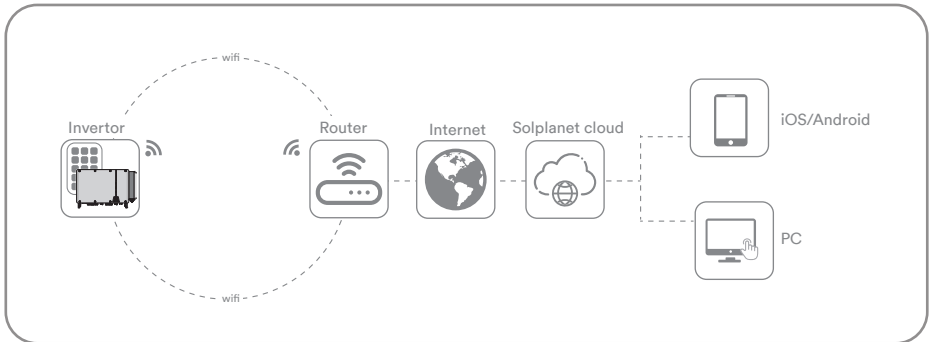 wifi
Invertor
Router
Internet
Solplanet cloud
iOS/Android
PC
wifi